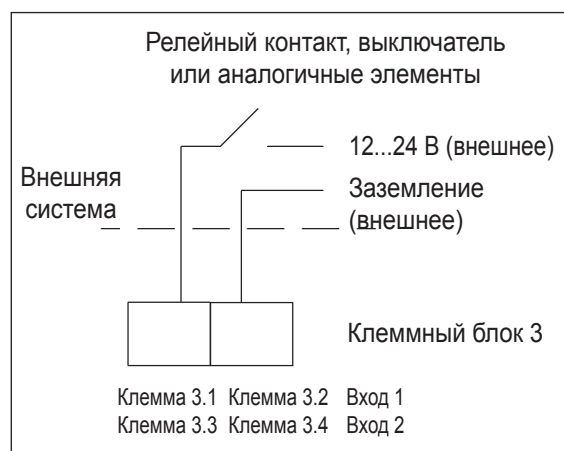 Релейный контакт, выключатель
или аналогичные элементы
12...24 В (внешнее)
Внешняя
система
Заземление
(внешнее)
Клеммный блок 3
Клемма 3.1 Клемма 3.2 Вход 1
Клемма 3.3 Клемма 3.4 Вход 2